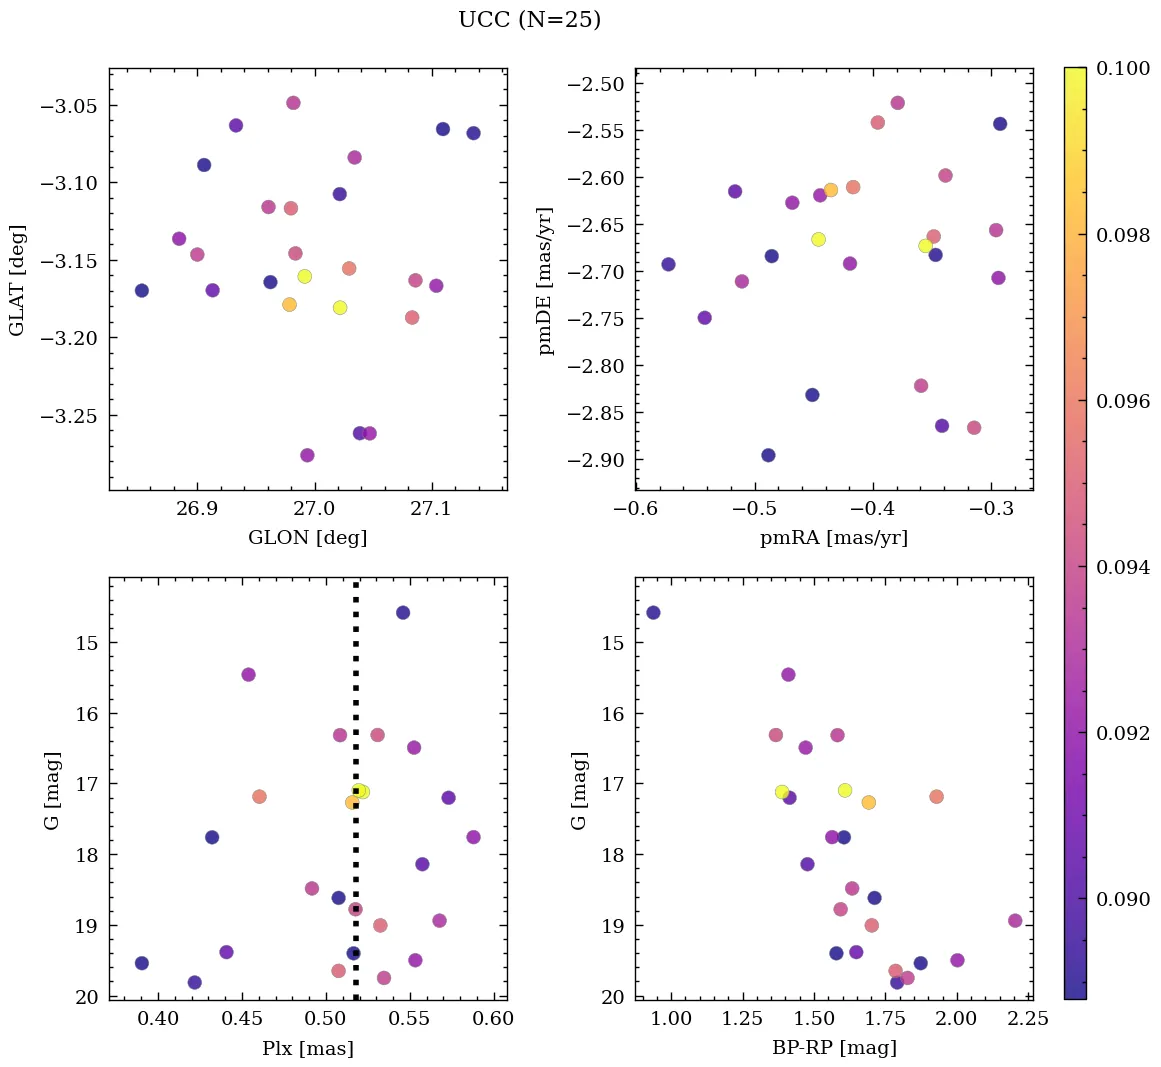 UCC (N=25)
−3.05
−3.10
−3.15
−3.20
−3.25
GLAT [deg]
26.9 27.0 27.1
GLON [deg]
−2.50
−2.55
−2.60
−2.65
−2.70
−2.75
−2.80
−2.85
−2.90
pmDE [mas/yr]
−0.6 −0.5 −0.4 −0.3
pmRA [mas/yr]
0.100
0.098
0.096
0.094
0.092
0.090
15
16
17
18
19
20
G [mag]
0.40 0.45 0.50 0.55 0.60
Plx [mas]
15
16
17
18
19
20
G [mag]
1.00 1.25 1.50 1.75 2.00 2.25
BP-RP [mag]